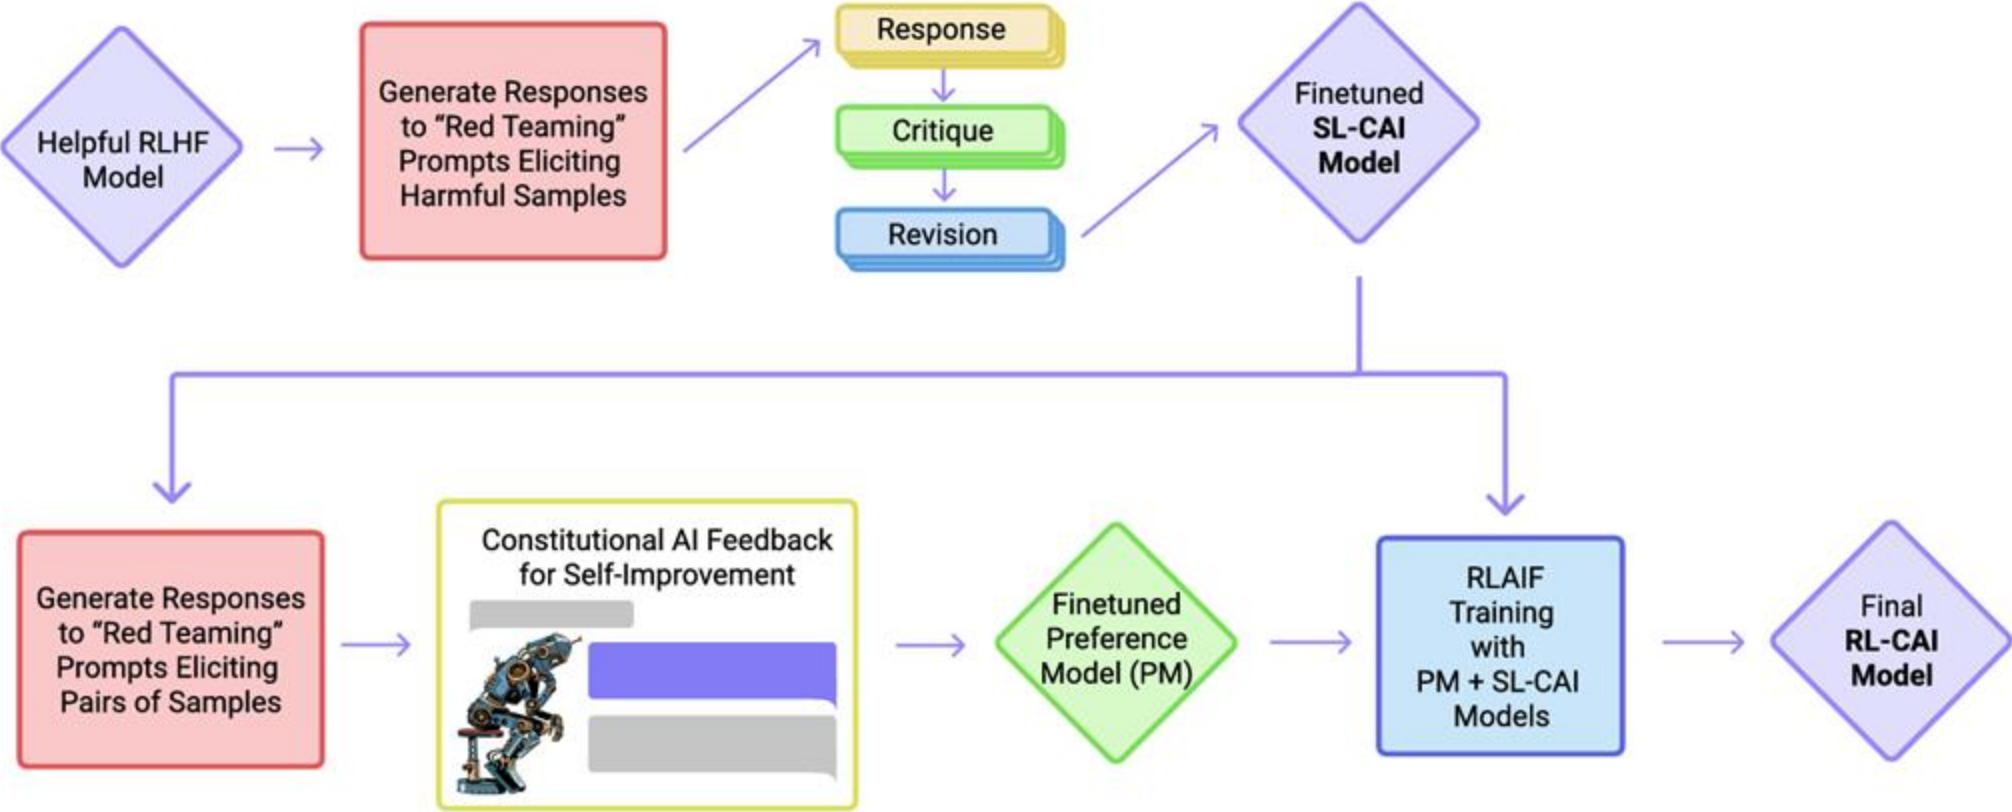 Helpful RLHF
Model
Generate Responses
to “Red Teaming”
Prompts Eliciting
Harmful Samples
Response
Critique
Revision
Finetuned
SL-CAI
Model
Generate Responses
to “Red Teaming”
Prompts Eliciting
Pairs of Samples
Constitutional AI Feedback
for Self-Improvement
Finetuned
Preference
Model (PM)
RLAIF
Training
with
PM + SL-CAI
Models
Final
RL-CAI
Model